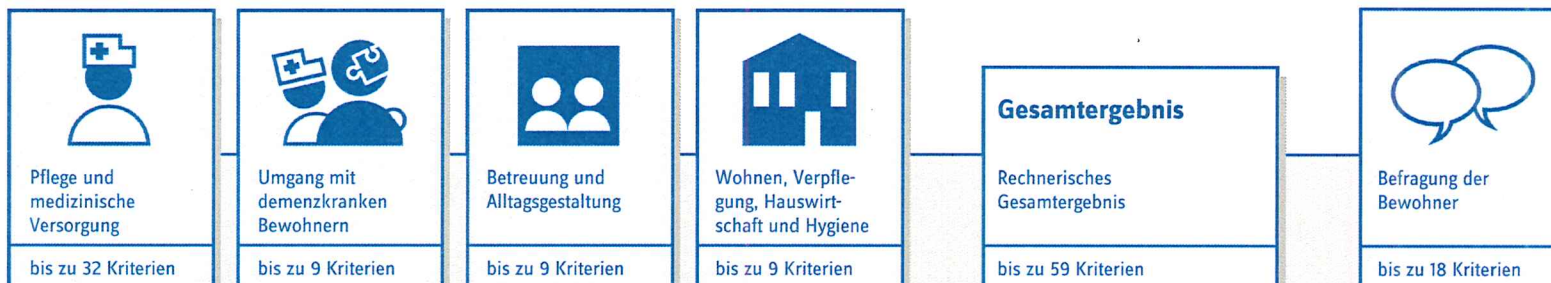 Pflege und
medizinische
Versorgung
bis zu 32 Kriterien
Umgang mit
demenzkranken
Bewohnern
bis zu 9 Kriterien
Betreuung und
Alltagsgestaltung
bis zu 9 Kriterien
Wohnen, Verpfle-
gung, Hauswirt-
schaft und Hygiene
bis zu 9 Kriterien
Gesamtergebnis
Rechnerisches
Gesamtergebnis
bis zu 59 Kriterien
Befragung der
Bewohner
bis zu 18 Kriterien